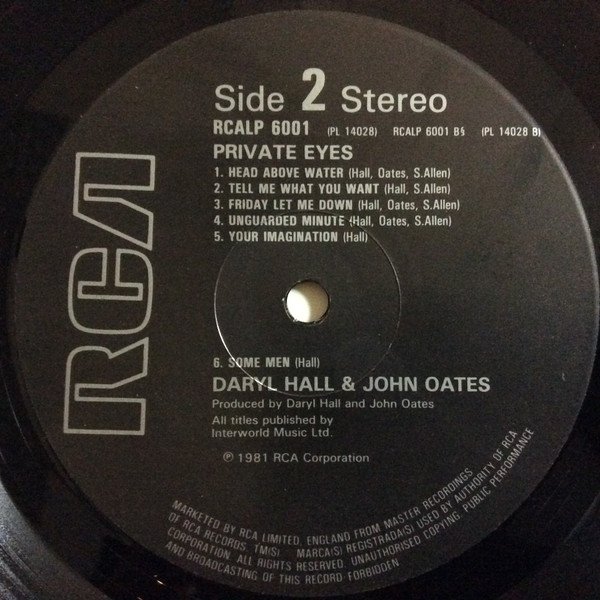 RCA
Side 2 Stereo
RCALP 6001 (PL 14028) RCALP 6001 B§ (PL 14028 B)
PRIVATE EYES
1. HEAD ABOVE WATER (Hall, Oates, S.Allen)
2. TELL ME WHAT YOU WANT (Hall, Oates, S.Allen)
3. FRIDAY LET ME DOWN (Hall, Oates, S.Allen)
4. UNGUARDED MINUTE (Hall, Oates, S.Allen)
5. YOUR IMAGINATION (Hall)
6. SOME MEN (Hall)
DARYL HALL & JOHN OATES
Produced by Daryl Hall and John Oates
All titles published by
Interworld Music Ltd.
℗ 1981 RCA Corporation
MARKETED BY RCA LIMITED, ENGLAND FROM MASTER RECORDINGS
OF RCA RECORDS. TM(S) MARCA(S) REGISTRADA(S) USED BY AUTHORITY OF RCA
CORPORATION. ALL RIGHTS RESERVED. UNAUTHORISED COPYING, PUBLIC PERFORMANCE
AND BROADCASTING OF THIS RECORD FORBIDDEN